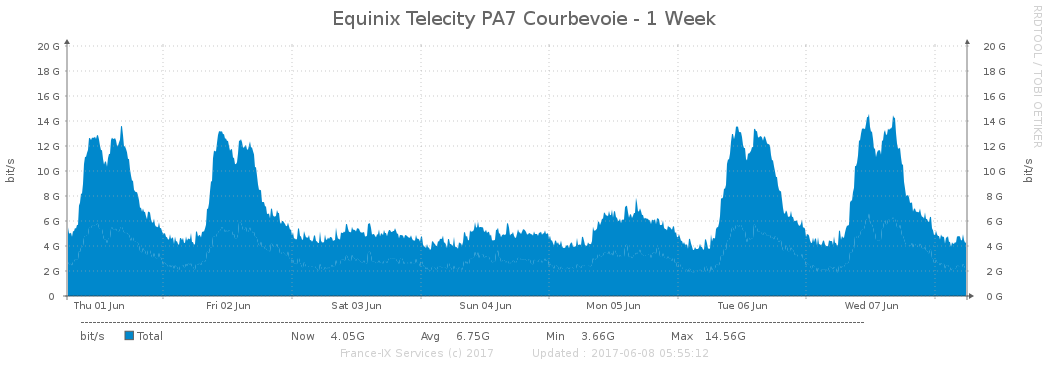 Equinix Telecity PA7 Courbevoie - 1 Week
RRDTOOL / TOBI OETIKER
bit/s
20 G
18 G
16 G
14 G
12 G
10 G
8 G
6 G
4 G
2 G
0
20 G
18 G
16 G
14 G
12 G
10 G
8 G
6 G
4 G
2 G
0 G
bit/s
Thu 01 Jun Fri 02 Jun Sat 03 Jun Sun 04 Jun Mon 05 Jun Tue 06 Jun Wed 07 Jun
bit/s Total Now 4.05G Avg 6.75G Min 3.66G Max 14.56G
France-IX Services (c) 2017 Updated : 2017-06-08 05:55:12